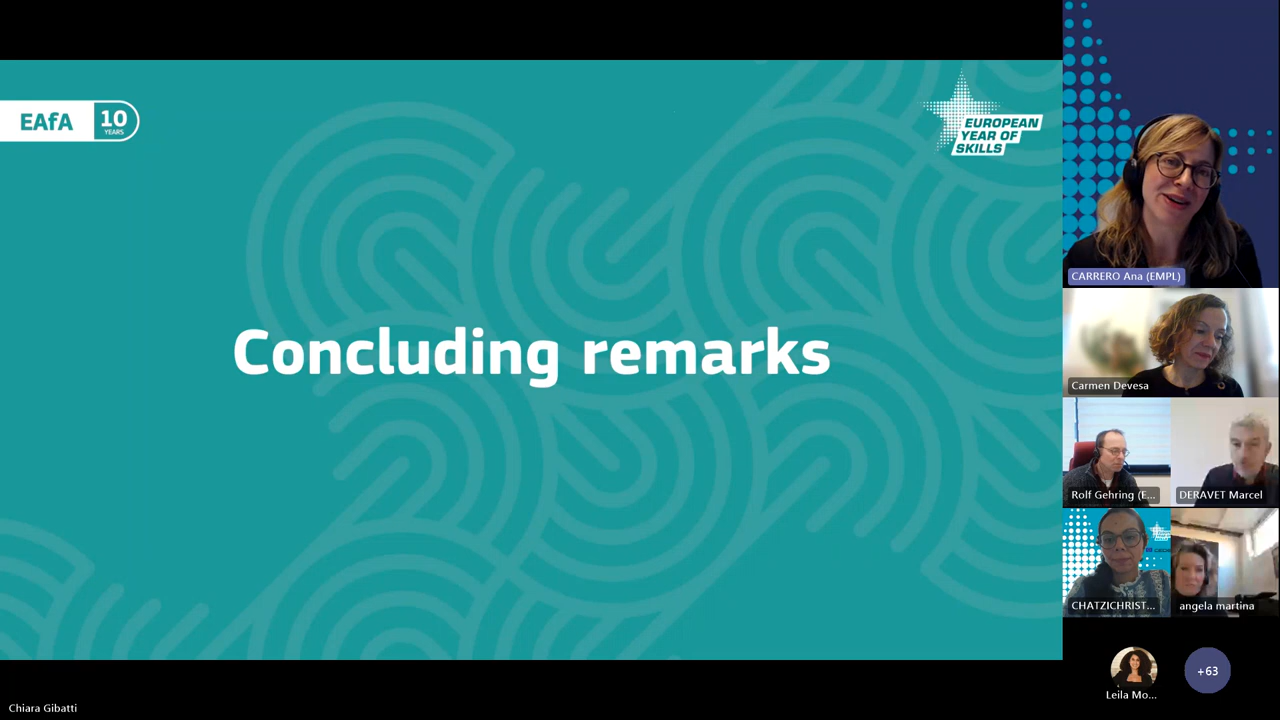 EAfA
10
YEARS
EUROPEAN
YEAR OF
SKILLS
Concluding remarks
CARRERO Ana (EMPL)
Carmen Devesa
Rolf Gehring (E...
DERAVET Marcel
CHATZICHRIST...
angela martina
Leila Mo...
+63
Chiara Gibatti